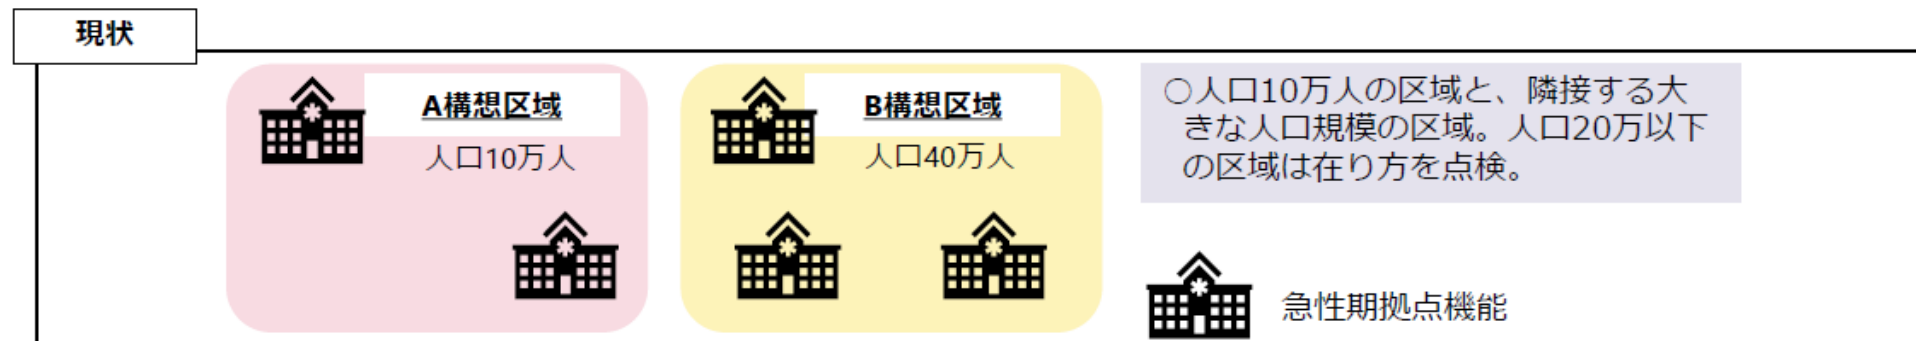 現状
A構想区域
人口10万人
B構想区域
人口40万人
○人口10万人の区域と、隣接する大
きな人口規模の区域。人口20万以下
の区域は在り方を点検。
急性期拠点機能